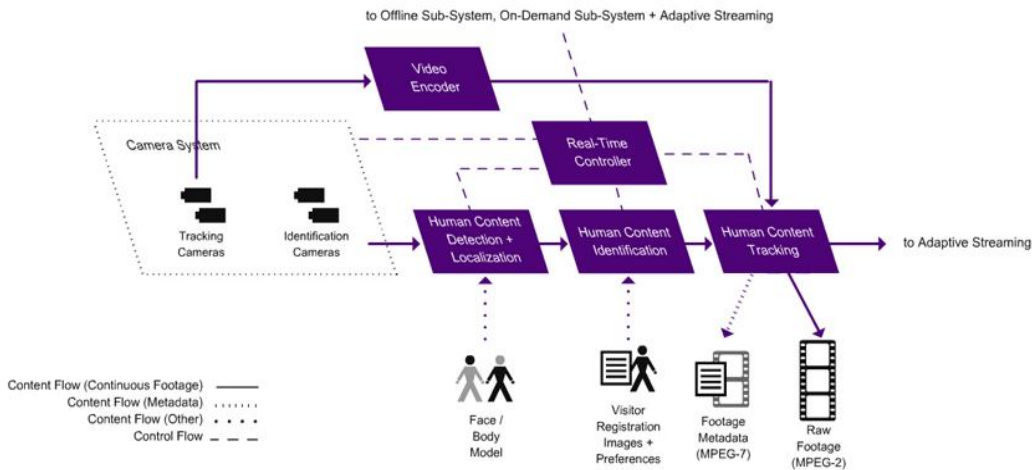 to Offline Sub-System, On-Demand Sub-System + Adaptive Streaming
Video
Encoder
Camera System
Real-Time
Controller
Tracking
Cameras
Identification
Cameras
Human Content
Detection +
Localization
Human Content
Identification
Human Content
Tracking
to Adaptive Streaming
Content Flow (Continuous Footage)
Content Flow (Metadata)
Content Flow (Other)
Control Flow
Face /
Body
Model
Visitor
Registration
Images +
Preferences
Footage
Metadata
(MPEG-7)
Raw
Footage
(MPEG-2)